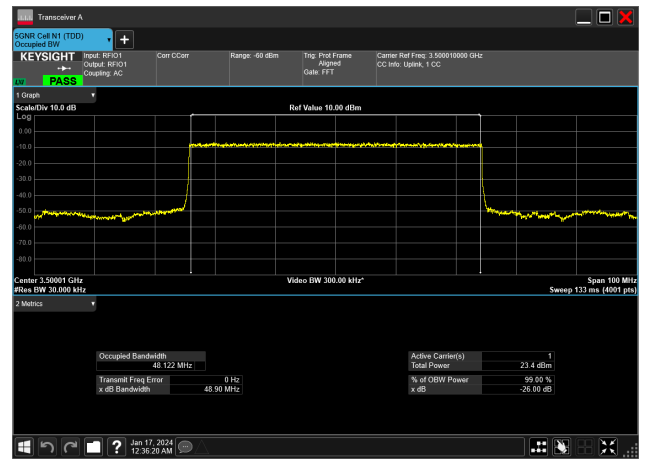 Transceiver A
5GNR Cell N1 (TDD)
Occupied BW
KEYSIGHT
Input: RFIO1
Output: RFIO1
Coupling: AC
Corr CCorr
Range: -60 dBm
Trig: Prot Frame
Aligned
Gate: FFT
Carrier Ref Freq: 3.500010000 GHz
CC Info: Uplink, 1 CC
LW PASS
1 Graph
Scale/Div 10.0 dB
Ref Value 10.00 dBm
Log
0.00
-10.0
-20.0
-30.0
-40.0
-50.0
-60.0
-70.0
-80.0
Center 3.50001 GHz
Video BW 300.00 kHz*
Span 100 MHz
#Res BW 30.000 kHz
Sweep 133 ms (4001 pts)
2 Metrics
Occupied Bandwidth
48.122 MHz
Active Carrier(s) 1
Total Power 23.4 dBm
Transmit Freq Error 0 Hz
x dB Bandwidth 48.90 MHz
% of OBW Power 99.00 %
x dB -26.00 dB
?
Jan 17, 2024
12:36:20 AM